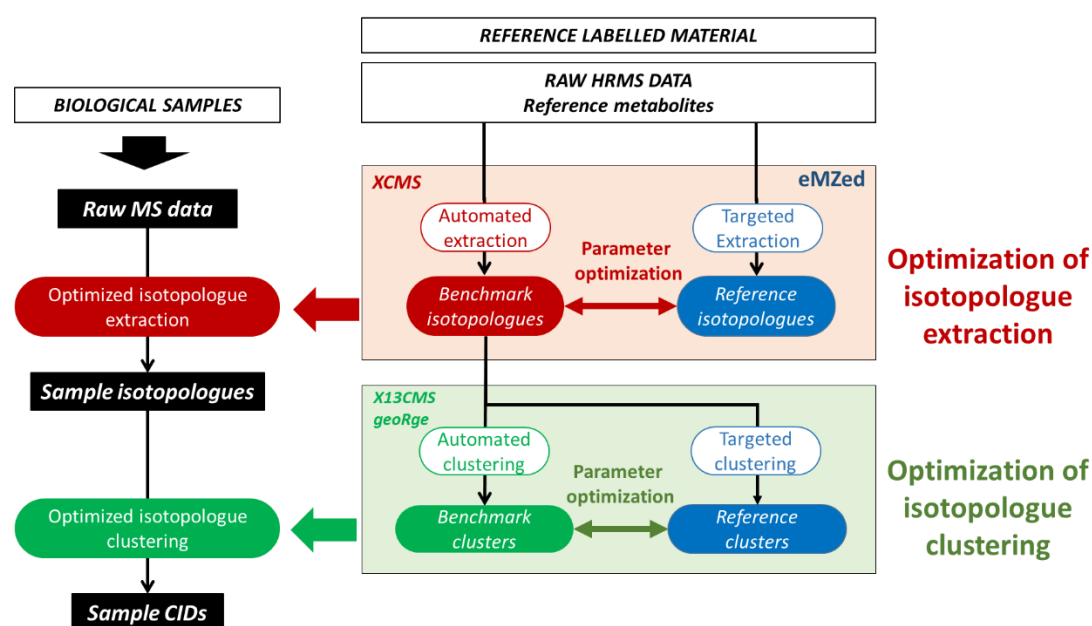 REFERENCE LABELLED MATERIAL
RAW HRMS DATA
Reference metabolites
BIOLOGICAL SAMPLES
XCMS
eMZed
Raw MS data
Automated
extraction
Targeted
Extraction
Parameter
optimization
Optimized isotopologue
extraction
Benchmark
isotopologues
Reference
isotopologues
Optimization of
isotopologue
extraction
Sample isotopologues
X13CMS
geoRge
Automated
clustering
Targeted
clustering
Parameter
optimization
Optimized isotopologue
clustering
Benchmark
clusters
Reference
clusters
Optimization of
isotopologue
clustering
Sample CIDs